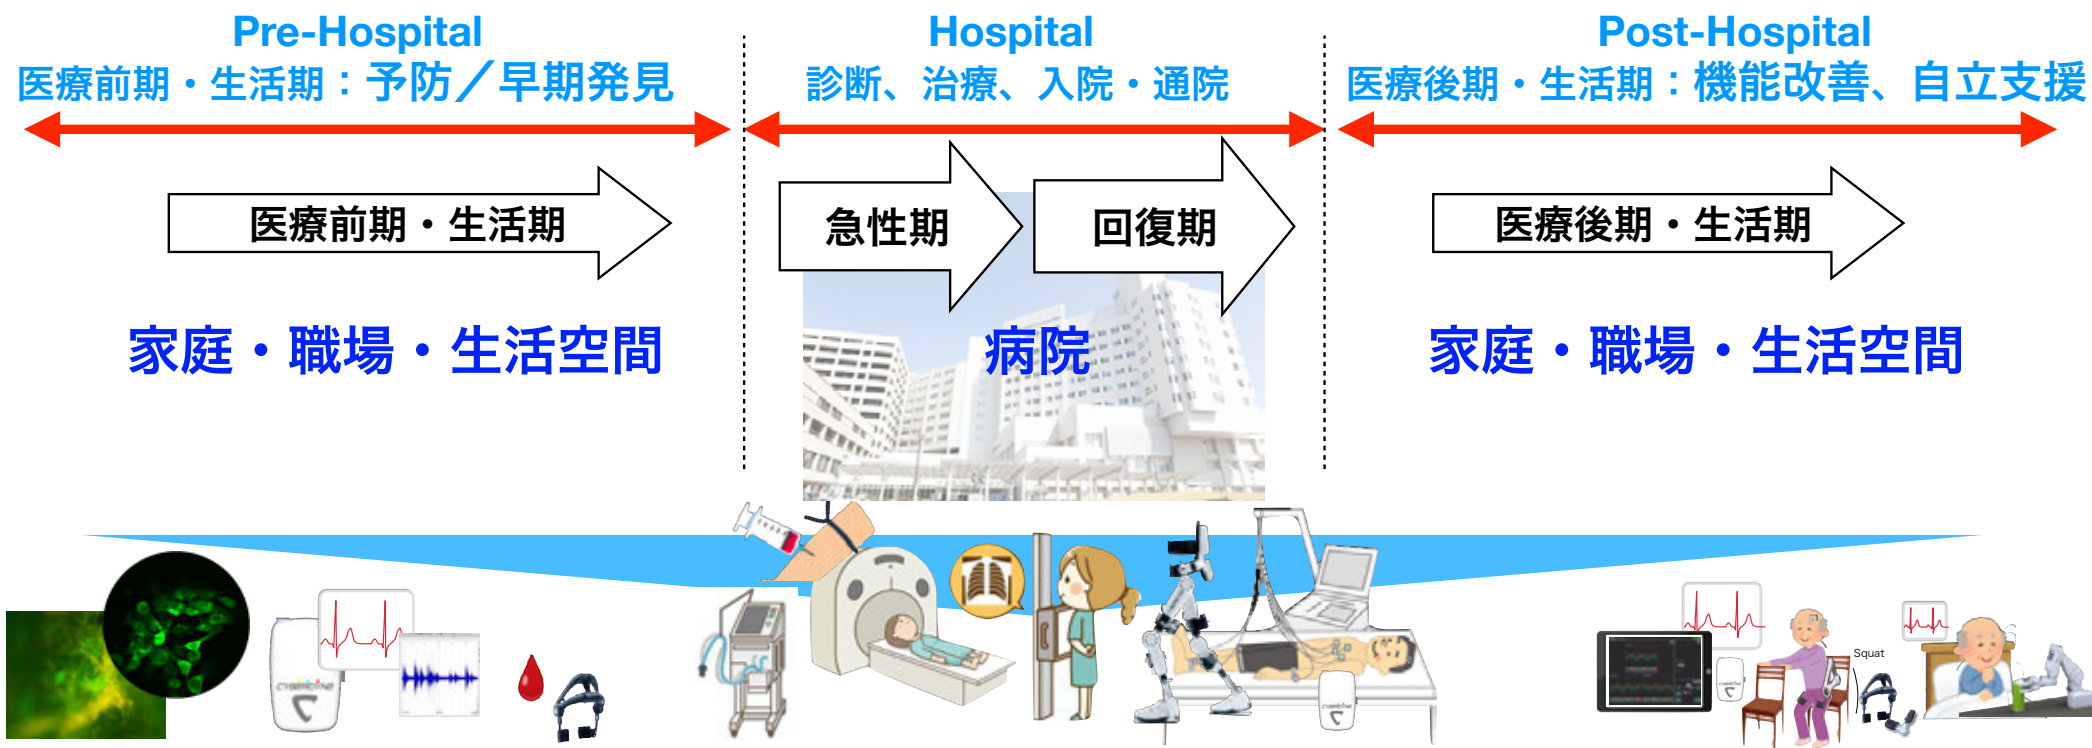 Pre-Hospital
医療前期・生活期：予防／早期発見
Hospital
診断、治療、入院・通院
Post-Hospital
医療後期・生活期：機能改善、自立支援
医療前期・生活期
急性期
回復期
医療後期・生活期
家庭・職場・生活空間
病院
家庭・職場・生活空間
CYBERDYNE
CYBERDYNE
Squat